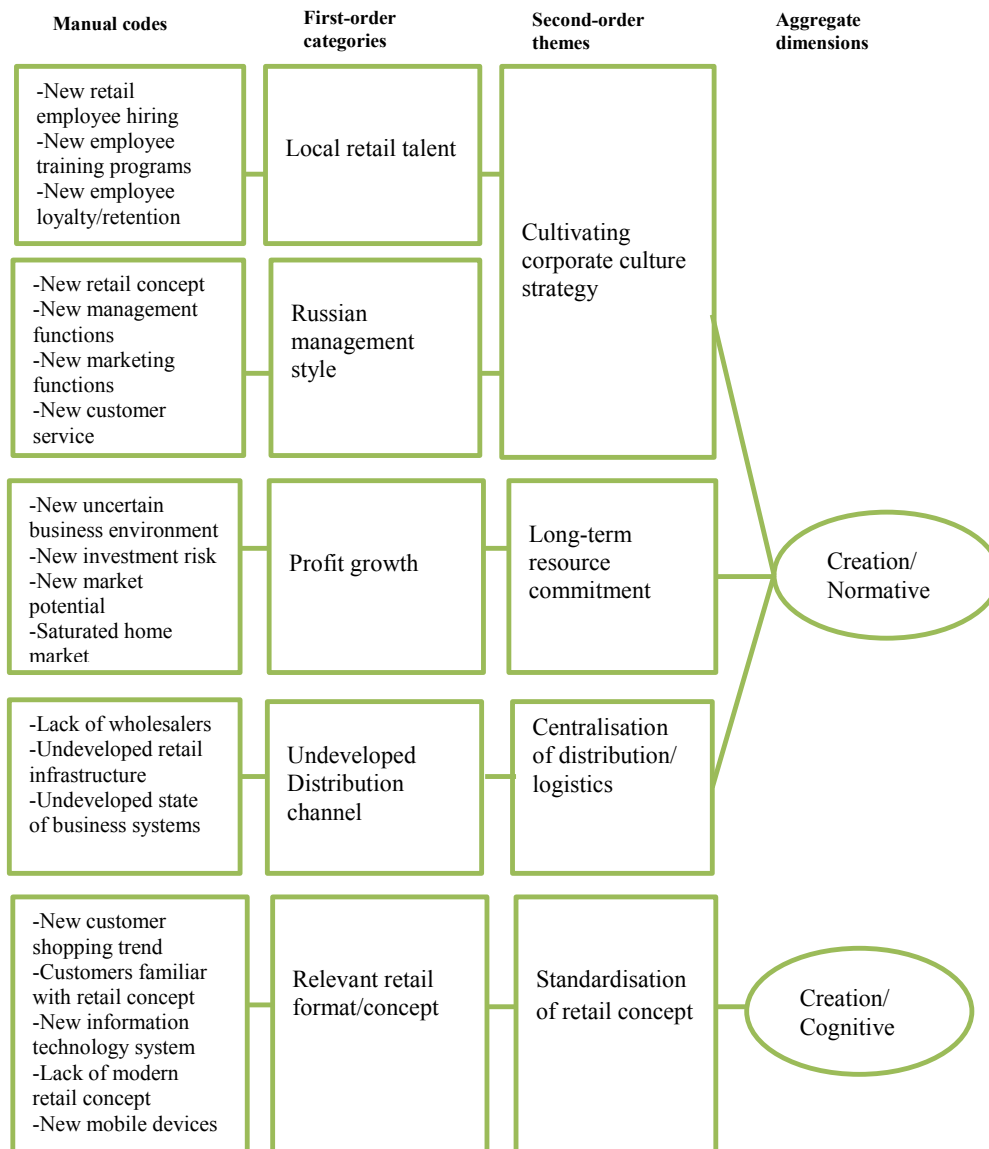 Manual codes
First-order
categories
Second-order
themes
Aggregate
dimensions
-New retail
employee hiring
-New employee
training programs
-New employee
loyalty/retention
Local retail talent
Cultivating
corporate culture
strategy
-New retail concept
-New management
functions
-New marketing
functions
-New customer
service
Russian
management
style
-New uncertain
business environment
-New investment risk
-New market
potential
-Saturated home
market
Profit growth
Long-term
resource
commitment
Creation/
Normative
-Lack of wholesalers
-Undeveloped retail
infrastructure
-Undeveloped state
of business systems
Undeveloped
Distribution
channel
Centralisation
of distribution/
logistics
-New customer
shopping trend
-Customers familiar
with retail concept
-New information
technology system
-Lack of modern
retail concept
-New mobile devices
Relevant retail
format/concept
Standardisation
of retail concept
Creation/
Cognitive